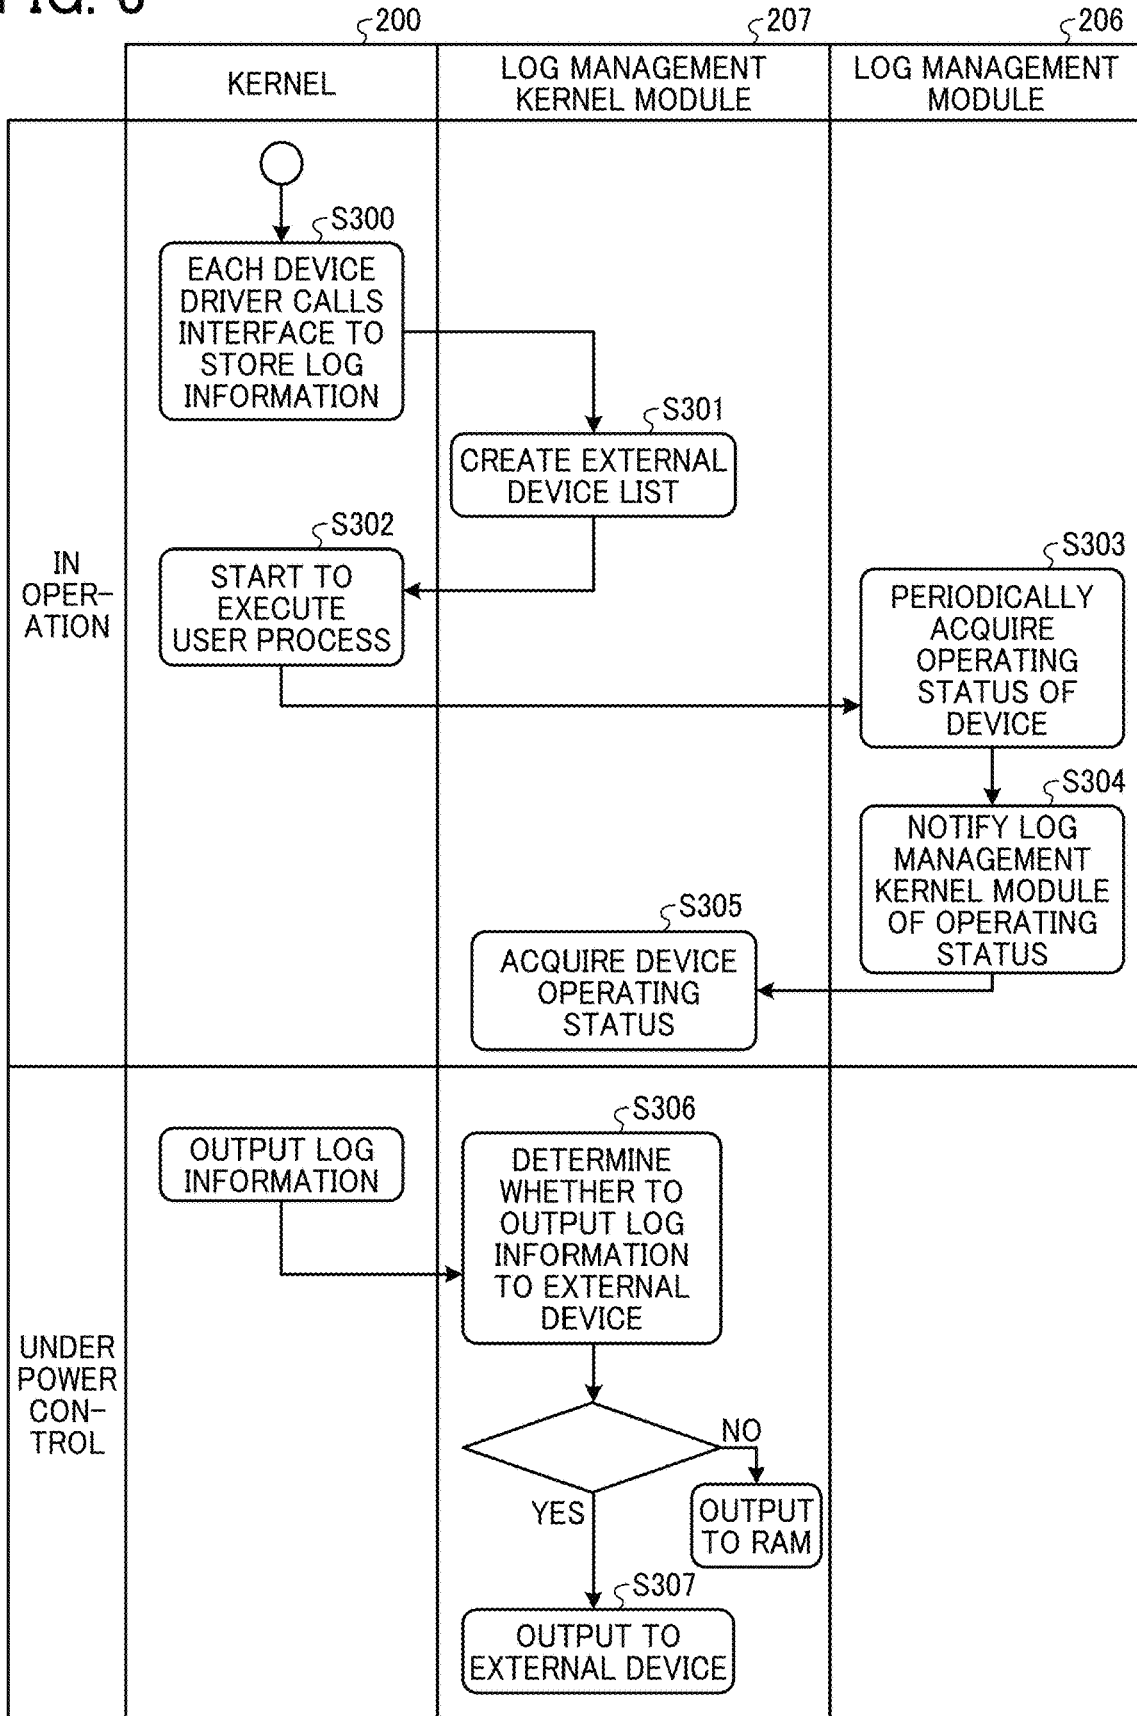 FIG.
200
207
206
KERNEL
LOG MANAGEMENT
KERNEL MODULE
LOG MANAGEMENT
MODULE
IN
OPER-
ATION
S300
EACH DEVICE
DRIVER CALLS
INTERFACE TO
STORE LOG
INFORMATION
S301
CREATE EXTERNAL
DEVICE LIST
S302
START TO
EXECUTE
USER PROCESS
S303
PERIODICALLY
ACQUIRE
OPERATING
STATUS OF
DEVICE
S304
NOTIFY LOG
MANAGEMENT
KERNEL MODULE
OF OPERATING
STATUS
S305
ACQUIRE DEVICE
OPERATING
STATUS
UNDER
POWER
CON-
TROL
OUTPUT LOG
INFORMATION
S306
DETERMINE
WHETHER TO
OUTPUT LOG
INFORMATION
TO EXTERNAL
DEVICE
NO
OUTPUT
TO RAM
YES
S307
OUTPUT TO
EXTERNAL DEVICE